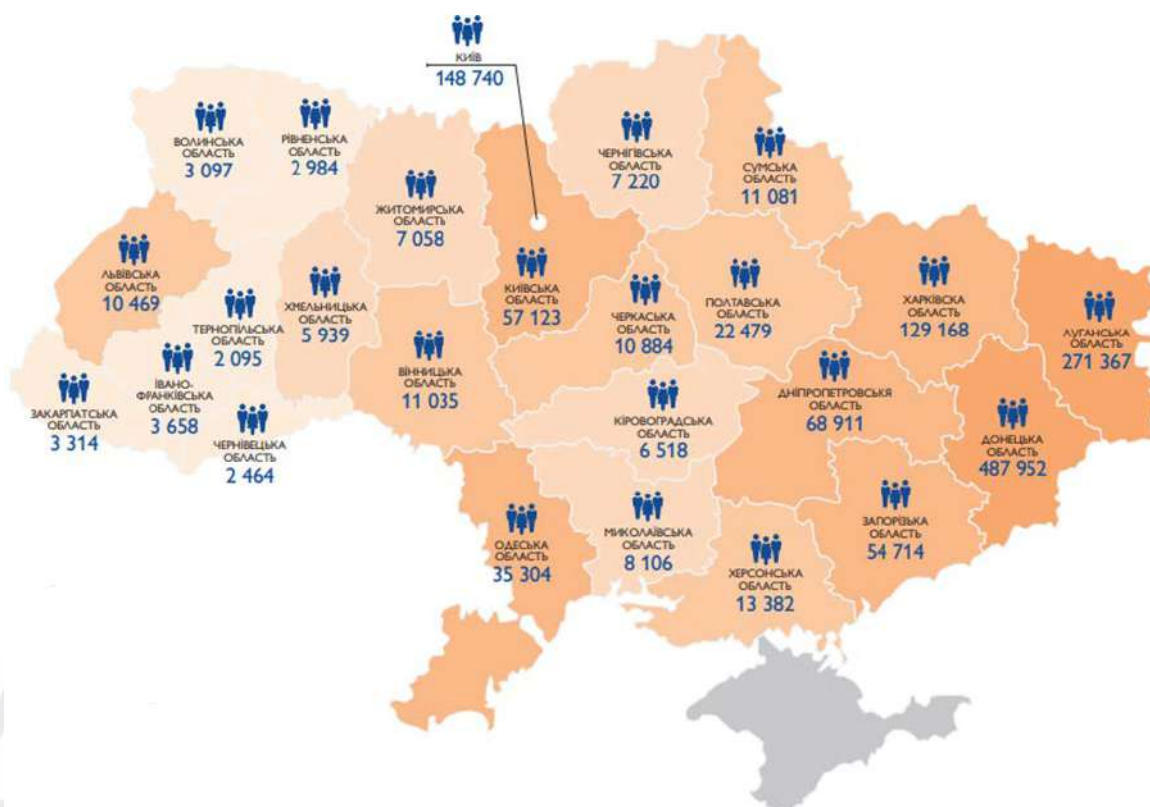 КИЇВ
148 740
ВОЛИНСЬКА
ОБЛАСТЬ
3 097
РІВНЕНСЬКА
ОБЛАСТЬ
2 984
ЖИТОМИРСЬКА
ОБЛАСТЬ
7 058
ЧЕРНІГІВСЬКА
ОБЛАСТЬ
7 220
СУМСЬКА
ОБЛАСТЬ
11 081
ЛЬВІВСЬКА
ОБЛАСТЬ
10 469
ТЕРНОПІЛЬСЬКА
ОБЛАСТЬ
2 095
ХМЕЛЬНИЦЬКА
ОБЛАСТЬ
5 939
КИЇВСЬКА
ОБЛАСТЬ
57 123
ЧЕРКАСЬКА
ОБЛАСТЬ
10 884
ПОЛТАВСЬКА
ОБЛАСТЬ
22 479
ХАРКІВСКА
ОБЛАСТЬ
129 168
ЛУГАНСЬКА
ОБЛАСТЬ
271 367
ЗАКАРПАТСЬКА
ОБЛАСТЬ
3 314
ІВАНО-
ФРАНКІВСЬКА
ОБЛАСТЬ
3 658
ЧЕРНІВЕЦЬКА
ОБЛАСТЬ
2 464
ВІННИЦЬКА
ОБЛАСТЬ
11 035
КІРОВОГРАДСЬКА
ОБЛАСТЬ
6 518
ДНІПРОПЕТРОВСЬЯ
ОБЛАСТЬ
68 911
ДОНЕЦЬКА
ОБЛАСТЬ
487 952
ОДЕСЬКА
ОБЛАСТЬ
35 304
МИКОЛАЇВСЬКА
ОБЛАСТЬ
8 106
ХЕРСОНСЬКА
ОБЛАСТЬ
13 382
ЗАПОРІЗЬКА
ОБЛАСТЬ
54 714